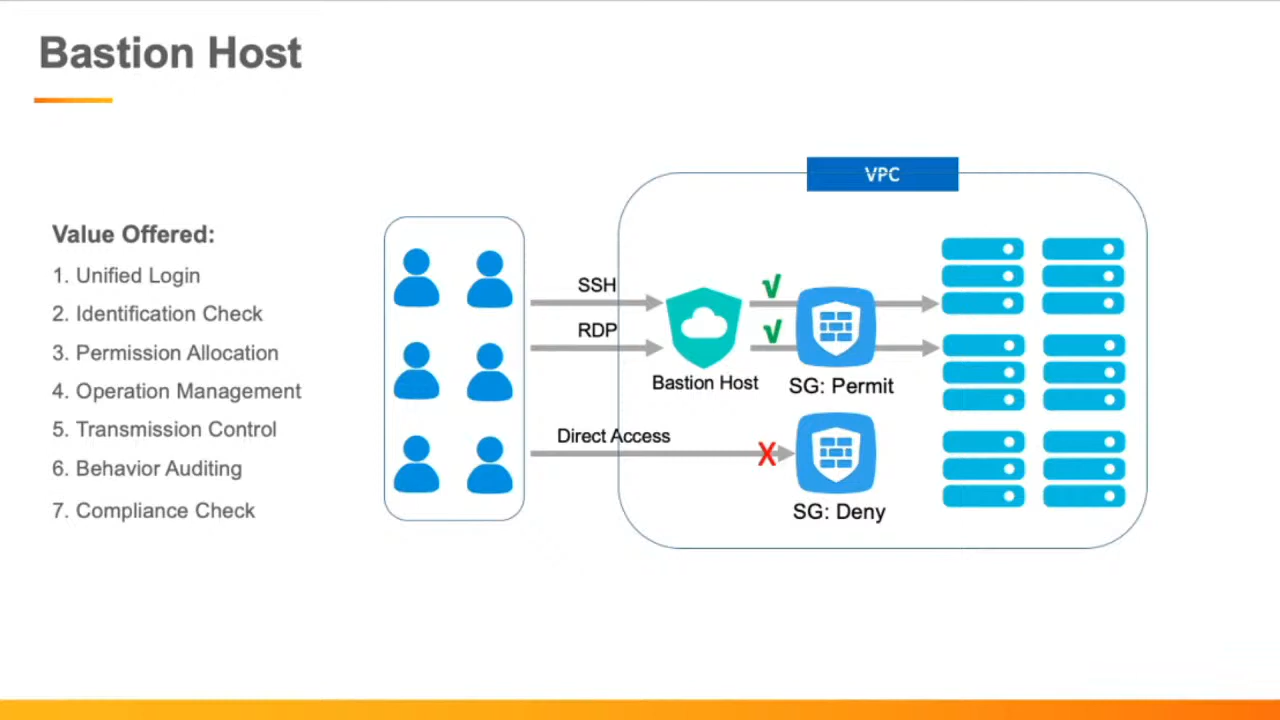 Bastion Host
VPC
Value Offered:
1. Unified Login
2. Identification Check
3. Permission Allocation
4. Operation Management
5. Transmission Control
6. Behavior Auditing
7. Compliance Check
SSH
√
RDP
√
Bastion Host
SG: Permit
Direct Access
X
SG: Deny